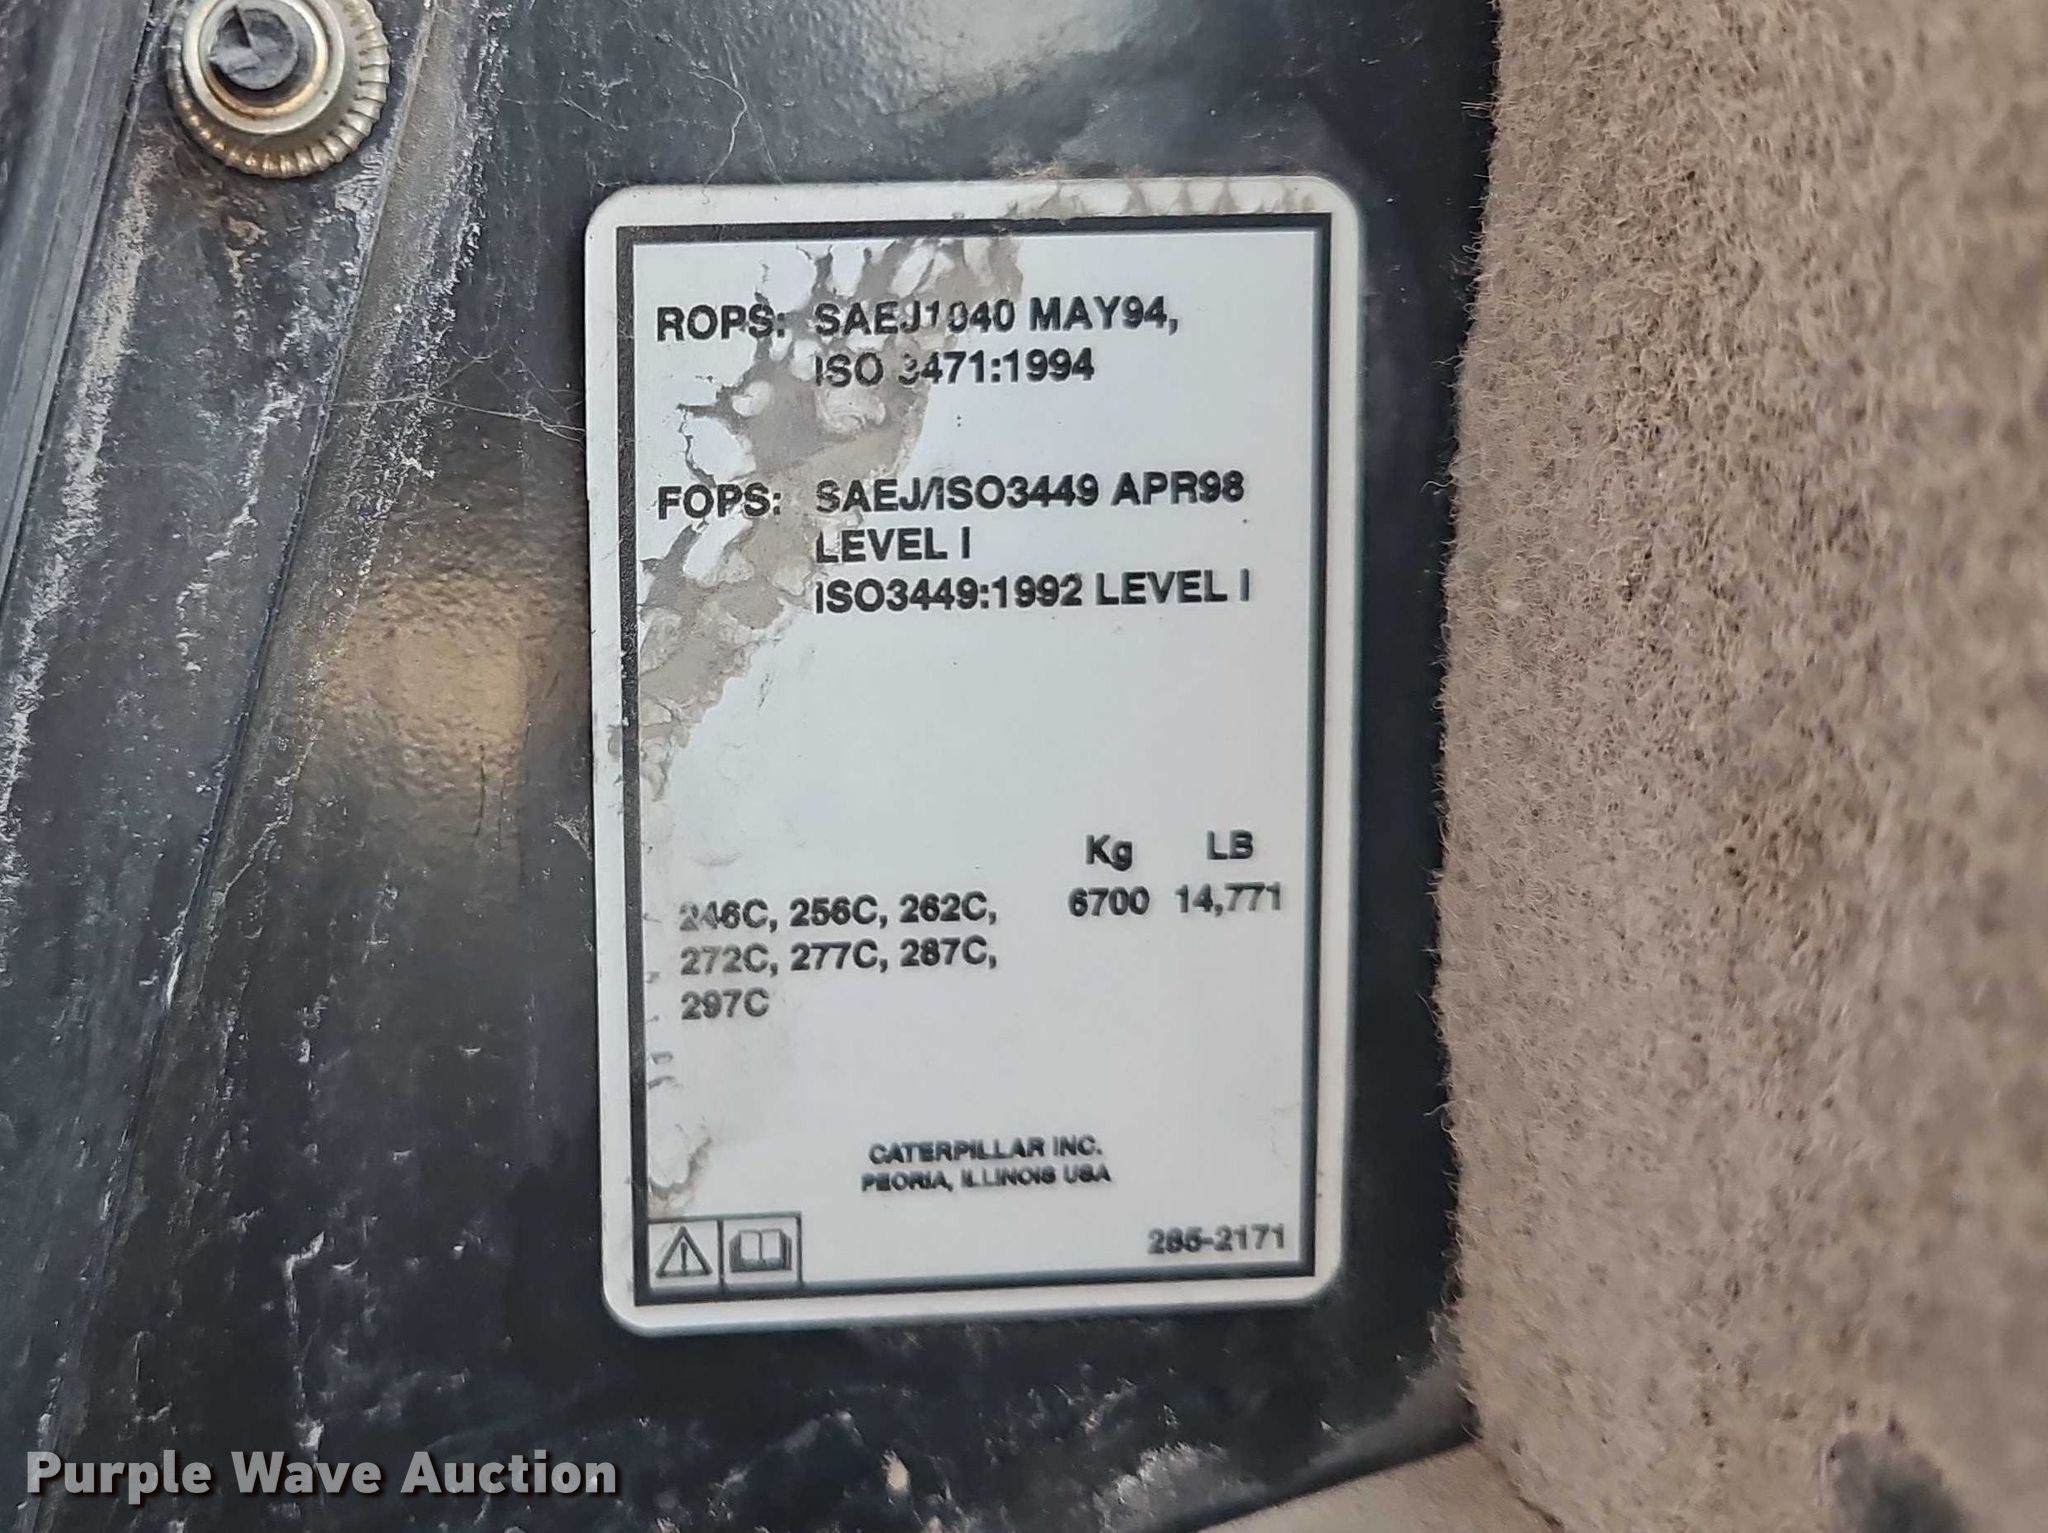 ROPS: SAEJ1040 MAY94,
ISO 3471:1994
FOPS: SAEJ/ISO3449 APR98
LEVEL I
ISO3449:1992 LEVEL I
Kg LB
246C, 256C, 262C, 6700 14,771
272C, 277C, 287C,
297C
CATERPILLAR INC.
PEORIA, ILLINOIS USA
285-2171
Purple Wave Auction